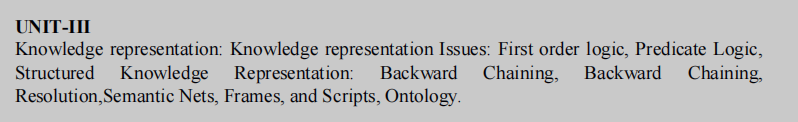 UNIT-III
Knowledge representation: Knowledge representation Issues: First order logic, Predicate Logic,
Structured Knowledge Representation: Backward Chaining, Backward Chaining,
Resolution,Semantic Nets, Frames, and Scripts, Ontology.